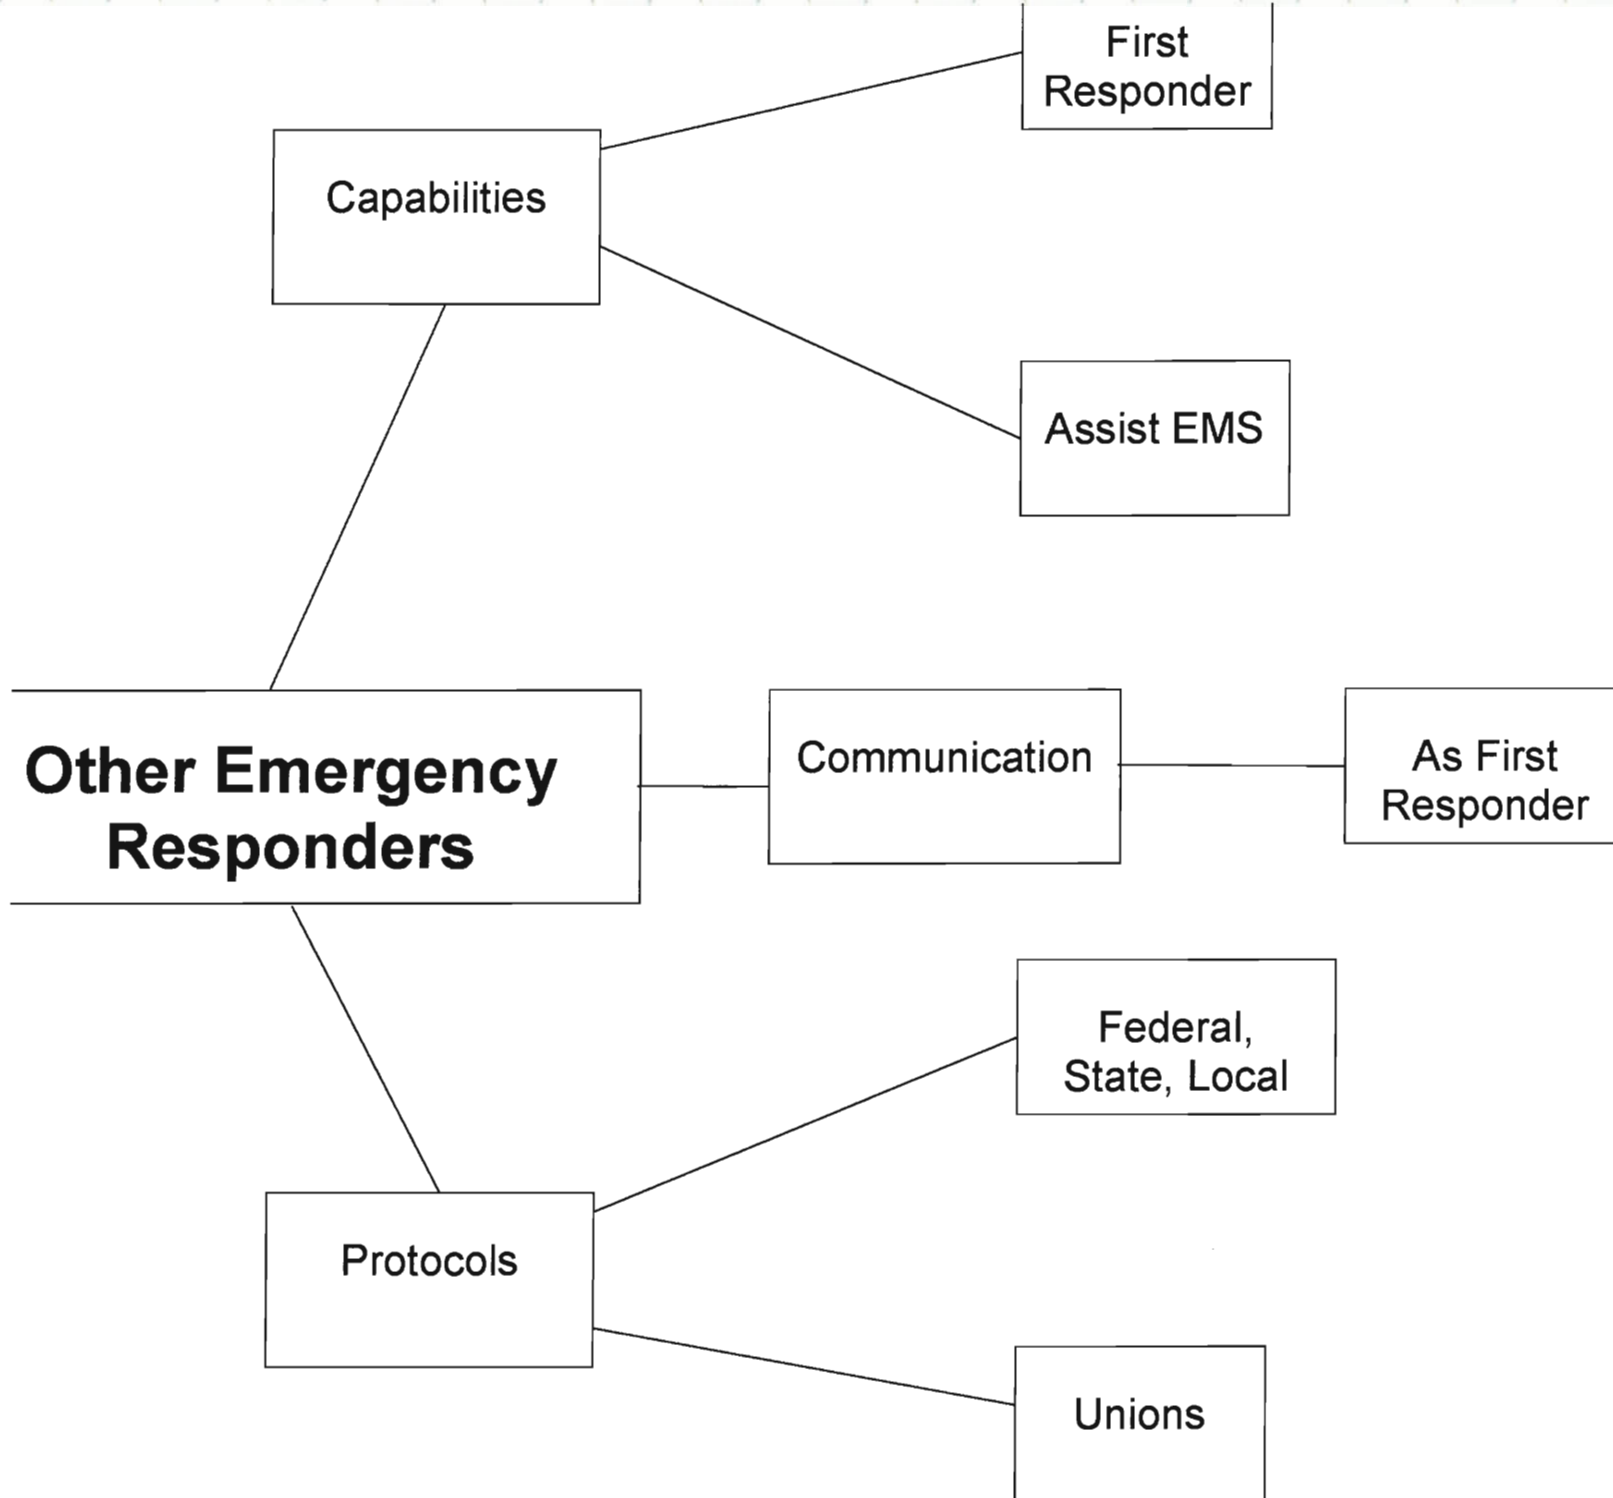 First
Responder
Capabilities
Assist EMS
Other Emergency
Responders
Communication
As First
Responder
Federal,
State, Local
Protocols
Unions